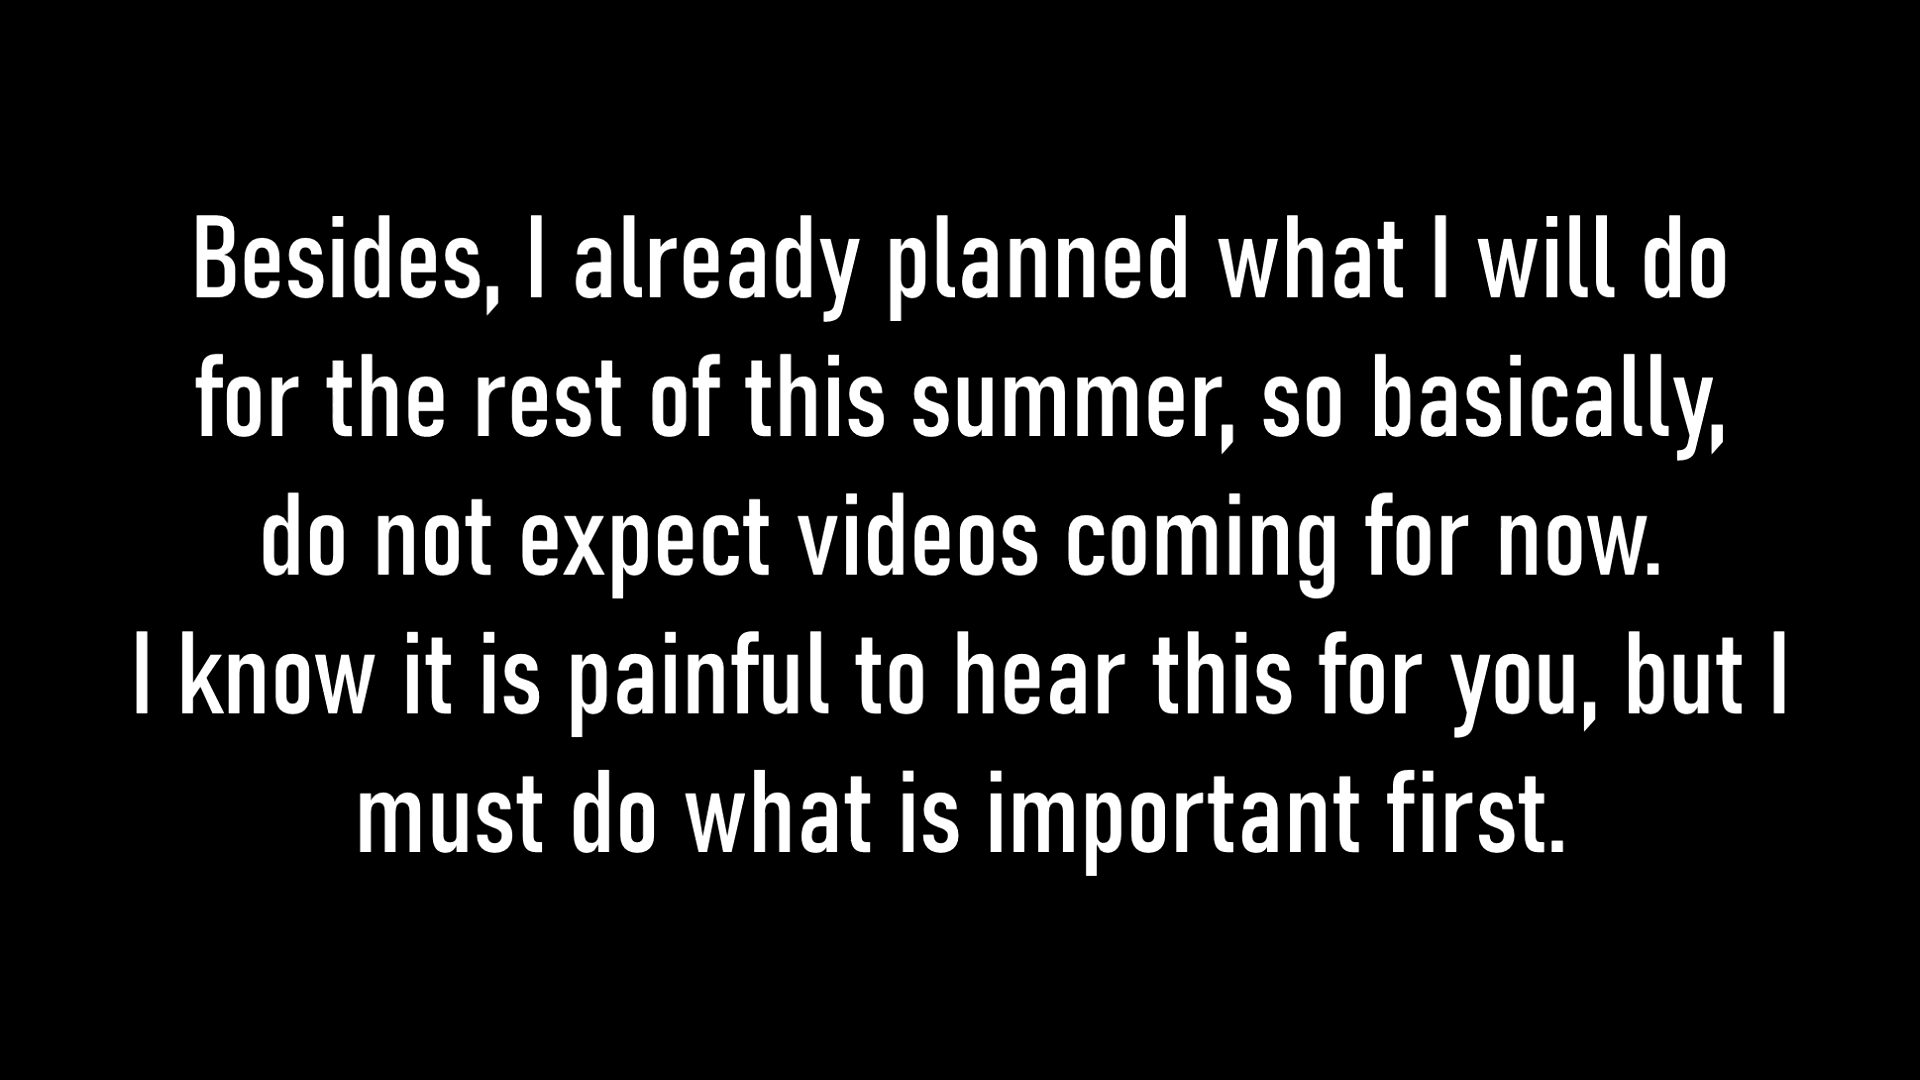 Besides, I already planned what I will do
for the rest of this summer, so basically,
do not expect videos coming for now.
I know it is painful to hear this for you, but I
must do what is important first.